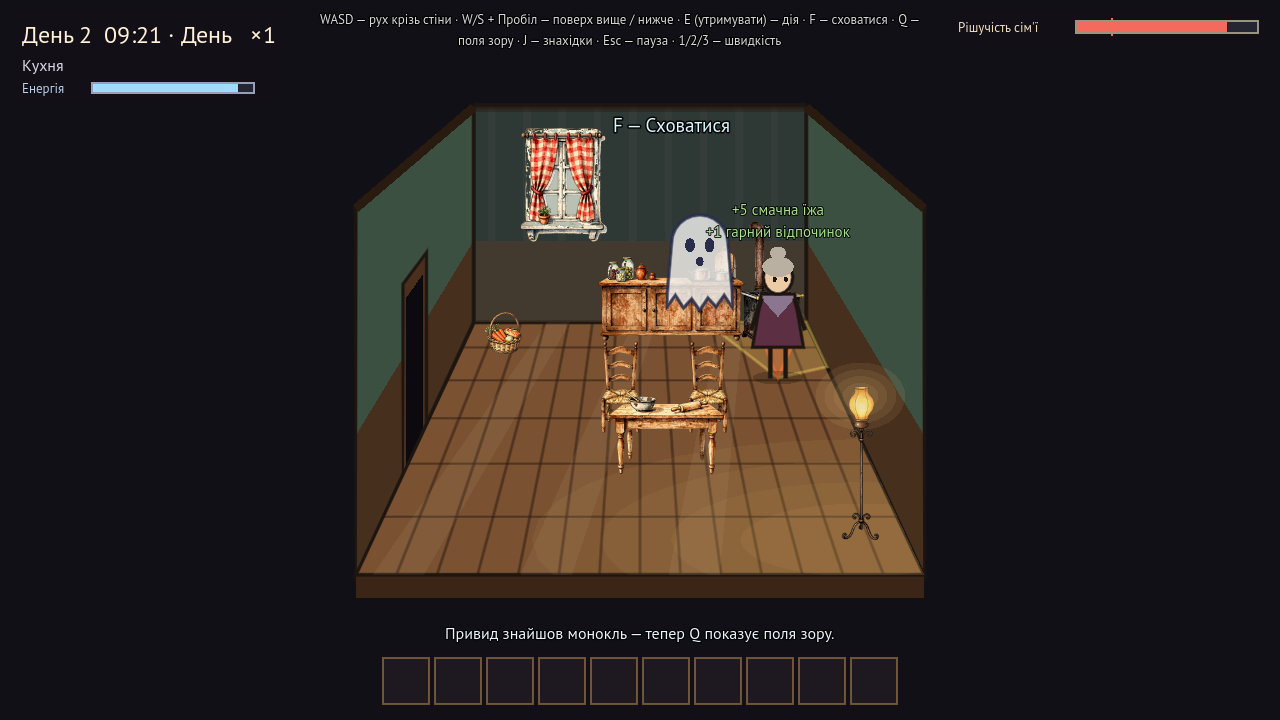 День 2 09:21 · День ×1
Кухня
Енергія
WASD — рух крізь стіни · W/S + Пробіл — поверх вище / нижче · E (утримувати) — дія · F — сховатися · Q —
поля зору · J — знахідки · Esc — пауза · 1/2/3 — швидкість
Рішучість сім'ї
F — Сховатися
+5 смачна їжа
+1 гарний відпочинок
Привид знайшов монокль — тепер Q показує поля зору.